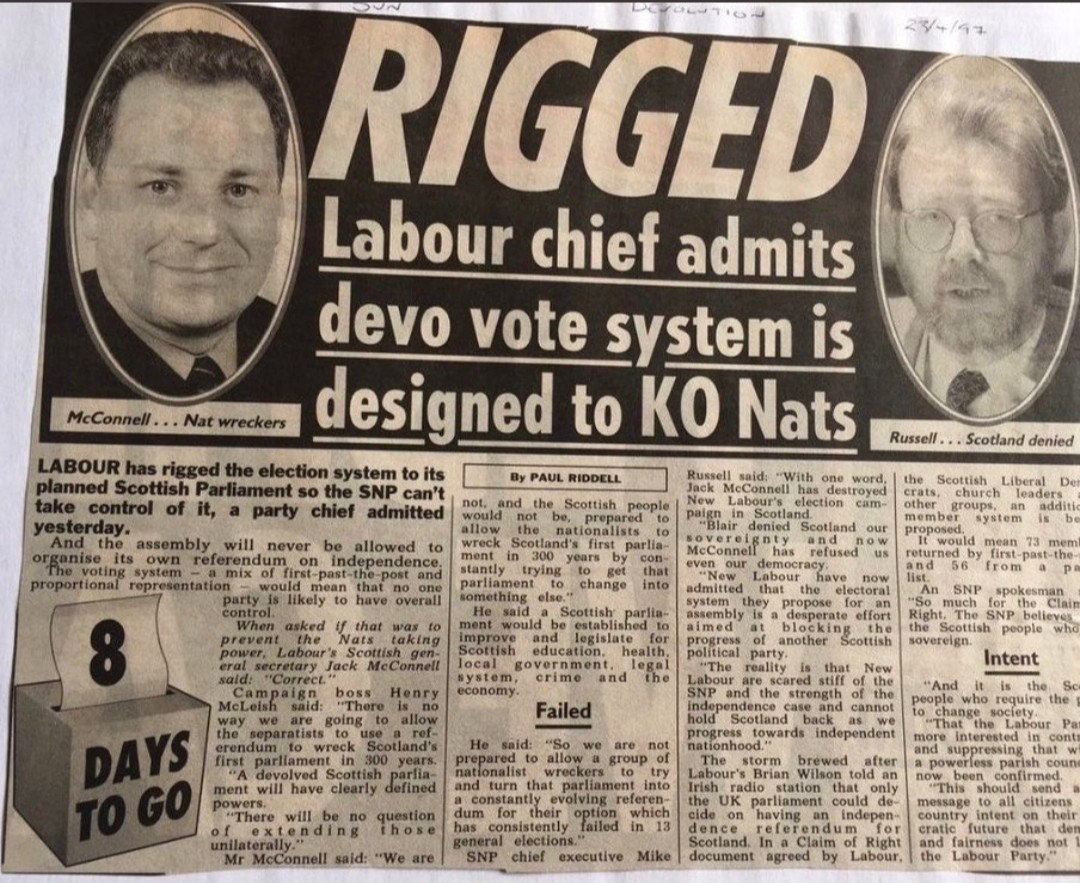 SUN
DEVOLUTION
23/4/97
RIGGED
Labour chief admits
devo vote system is
designed to KO Nats
McConnell... Nat wreckers
Russell... Scotland denied
LABOUR has rigged the election system to its
planned Scottish Parliament so the SNP can't
take control of it, a party chief admitted
yesterday.
And the assembly will never be allowed to
organise its own referendum on independence.
The voting system — a mix of first-past-the-post and
proportional representation — would mean that no one
party is likely to have overall
control.
When asked if that was to
prevent the Nats taking
power, Labour's Scottish gen-
eral secretary Jack McConnell
said: "Correct."
Campaign boss Henry
McLeish said: "There is no
way we are going to allow
the separatists to use a ref-
erendum to wreck Scotland's
first parliament in 300 years.
"A devolved Scottish parlia-
ment will have clearly defined
powers.
"There will be no question
of extending those
unilaterally."
Mr McConnell said: "We are
8
DAYS
TO GO
By PAUL RIDDELL
not, and the Scottish people
would not be, prepared to
allow the nationalists to
wreck Scotland's first parlia-
ment in 300 years by con-
stantly trying to get that
parliament to change into
something else."
He said a Scottish parlia-
ment would be established to
improve and legislate for
Scottish education, health,
local government, legal
system, crime and the
economy.
Failed
He said: "So we are not
prepared to allow a group of
nationalist wreckers to try
and turn that parliament into
a constantly evolving referen-
dum for their option which
has consistently failed in 13
general elections."
SNP chief executive Mike
Russell said: "With one word,
Jack McConnell has destroyed
New Labour's election cam-
paign in Scotland.
"Blair denied Scotland our
sovereignty and now
McConnell has refused us
even our democracy.
"New Labour have now
admitted that the electoral
system they propose for an
assembly is a desperate effort
aimed at blocking the
progress of another Scottish
political party.
"The reality is that New
Labour are scared stiff of the
SNP and the strength of the
independence case and cannot
hold Scotland back as we
progress towards independent
nationhood."
The storm brewed after
Labour's Brian Wilson told an
Irish radio station that only
the UK parliament could de-
cide on having an indepen-
dence referendum for
Scotland. In a Claim of Right
document agreed by Labour,
the Scottish Liberal Dem
crats, church leaders
other groups, an additio
member system is be
proposed.
It would mean 73 mem
returned by first-past-the-
and 56 from a pa
list.
An SNP spokesman
"So much for the Claim
Right. The SNP believes
the Scottish people who
sovereign.
Intent
"And it is the Sc
people who require the
to change society.
"That the Labour Pa
more interested in cont
and suppressing that w
a powerless parish coun
now been confirmed.
"This should send a
message to all citizens
country intent on their
cratic future that dem
and fairness does not
the Labour Party."